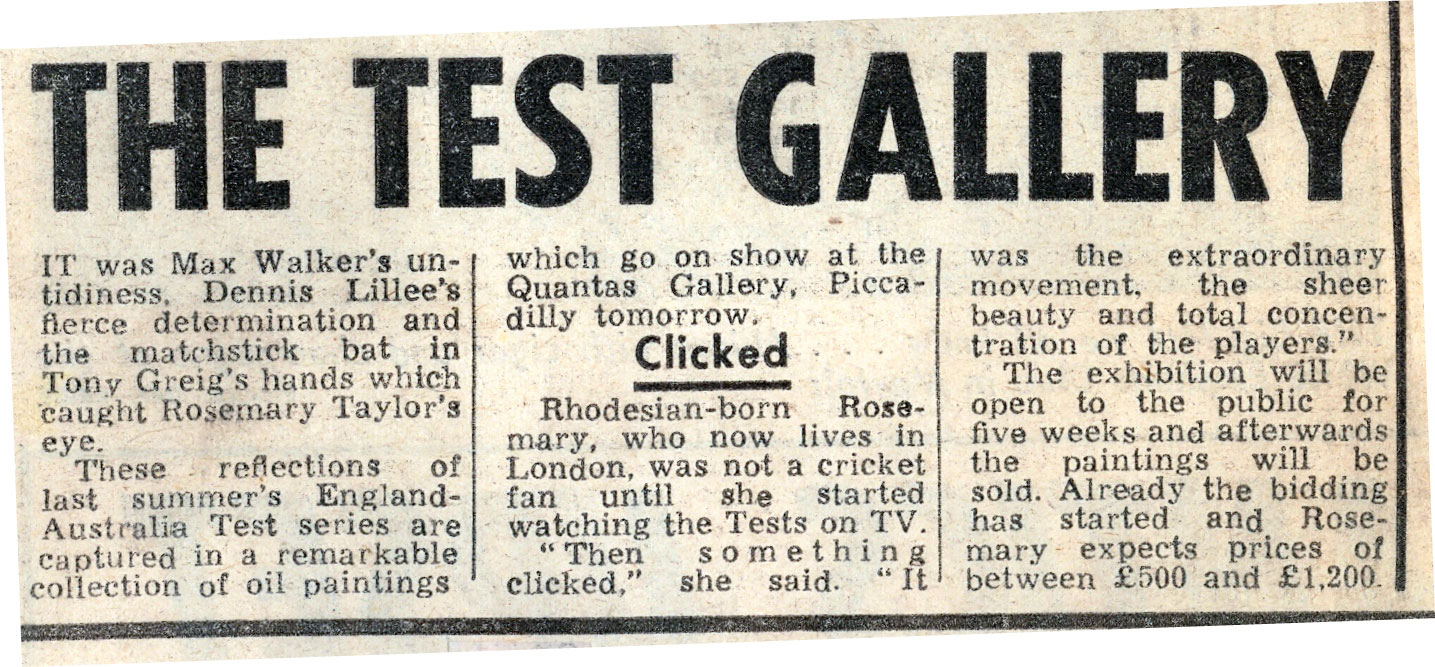 THE TEST GALLERY
IT was Max Walker's un-
tidiness, Dennis Lillee's
fierce determination and
the matchstick bat in
Tony Greig's hands which
caught Rosemary Taylor's
eye.
These reflections of
last summer's England-
Australia Test series are
captured in a remarkable
collection of oil paintings
which go on show at the
Quantas Gallery, Picca-
dilly tomorrow.
Clicked
Rhodesian-born Rose-
mary, who now lives in
London, was not a cricket
fan until she started
watching the Tests on TV.
"Then something
clicked," she said. "It
was the extraordinary
movement, the sheer
beauty and total concen-
tration of the players."
The exhibition will be
open to the public for
five weeks and afterwards
the paintings will be
sold. Already the bidding
has started and Rose-
mary expects prices of
between £500 and £1,200.